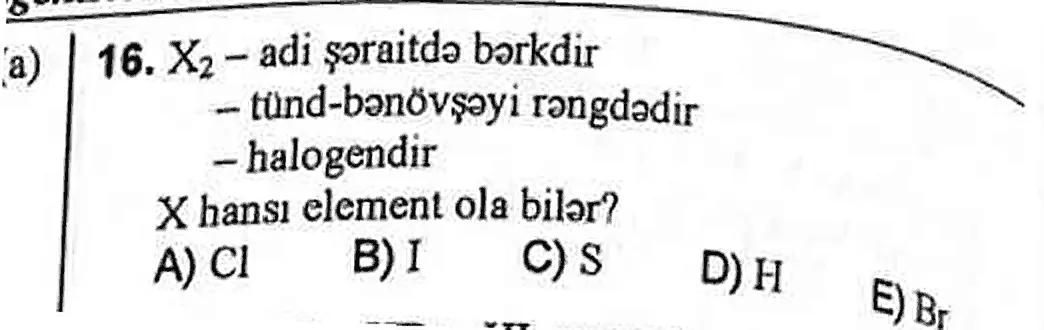 a)
16. X₂ – adi şəraitdə bərkdir
– tünd-bənövşəyi rəngdədir
– halogendir
X hansı element ola bilər?
A) Cl B) I C) S D) H E) Br